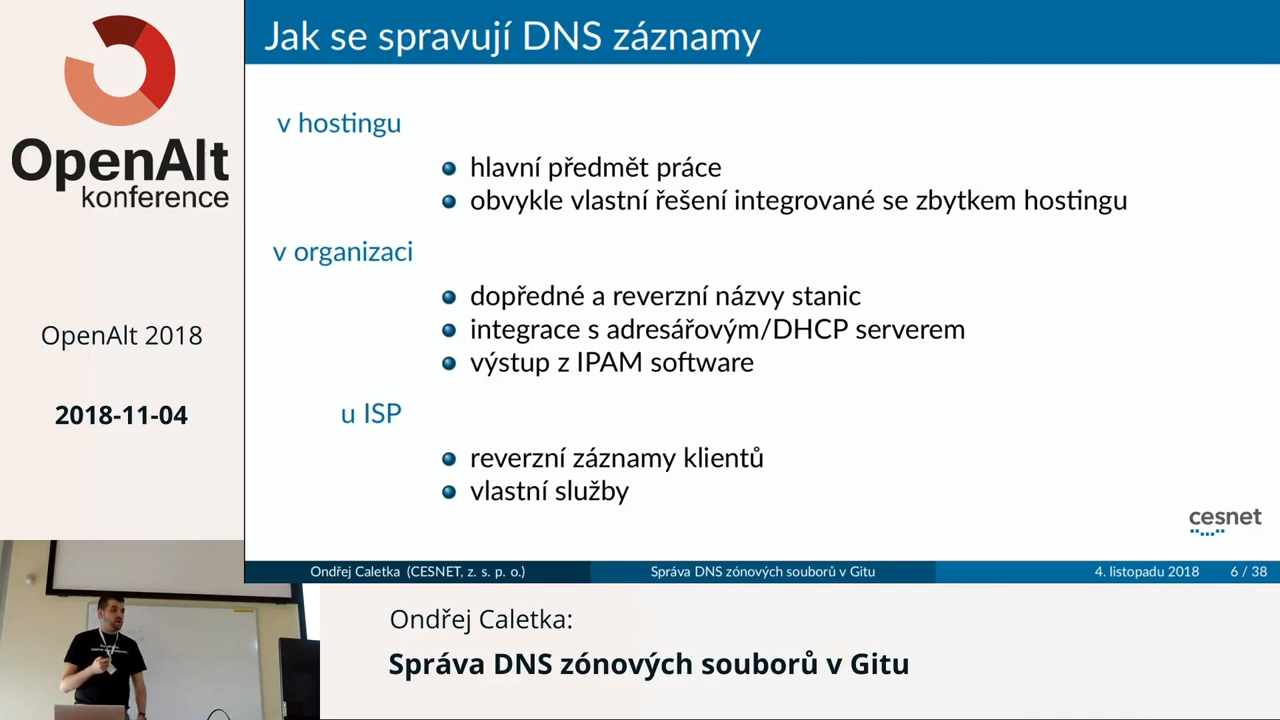 OpenAlt
konference
OpenAlt 2018
2018-11-04
Jak se spravují DNS záznamy
v hostingu
hlavní předmět práce
obvykle vlastní řešení integrované se zbytkem hostingu
v organizaci
dopředné a reverzní názvy stanic
integrace s adresářovým/DHCP serverem
výstup z IPAM software
u ISP
reverzní záznamy klientů
vlastní služby
cesnet
Ondřej Caletka (CESNET, z. s. p. o.)
Správa DNS zónových souborů v Gitu
4. listopadu 2018
6 / 38
Ondřej Caletka:
Správa DNS zónových souborů v Gitu